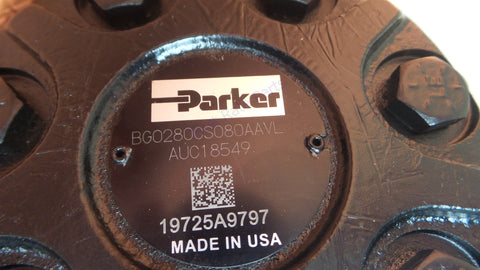 Parker
BG0280CS080AAVL
AUC18549
19725A9797
MADE IN USA